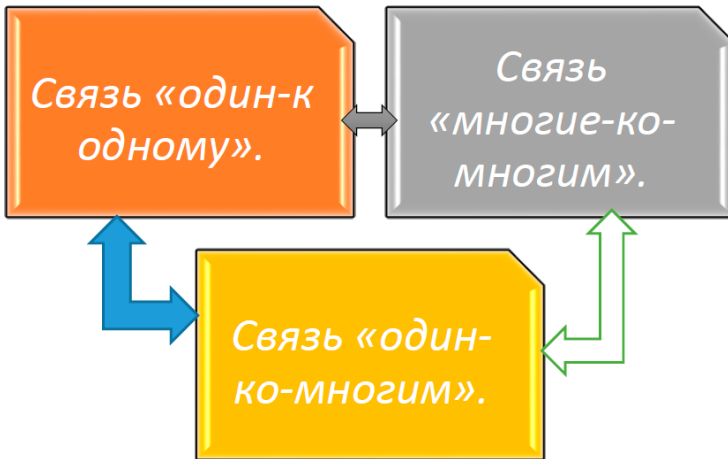 Связь «один-к
одному».
Связь
«многие-ко-
многим».
Связь «один-
ко-многим».